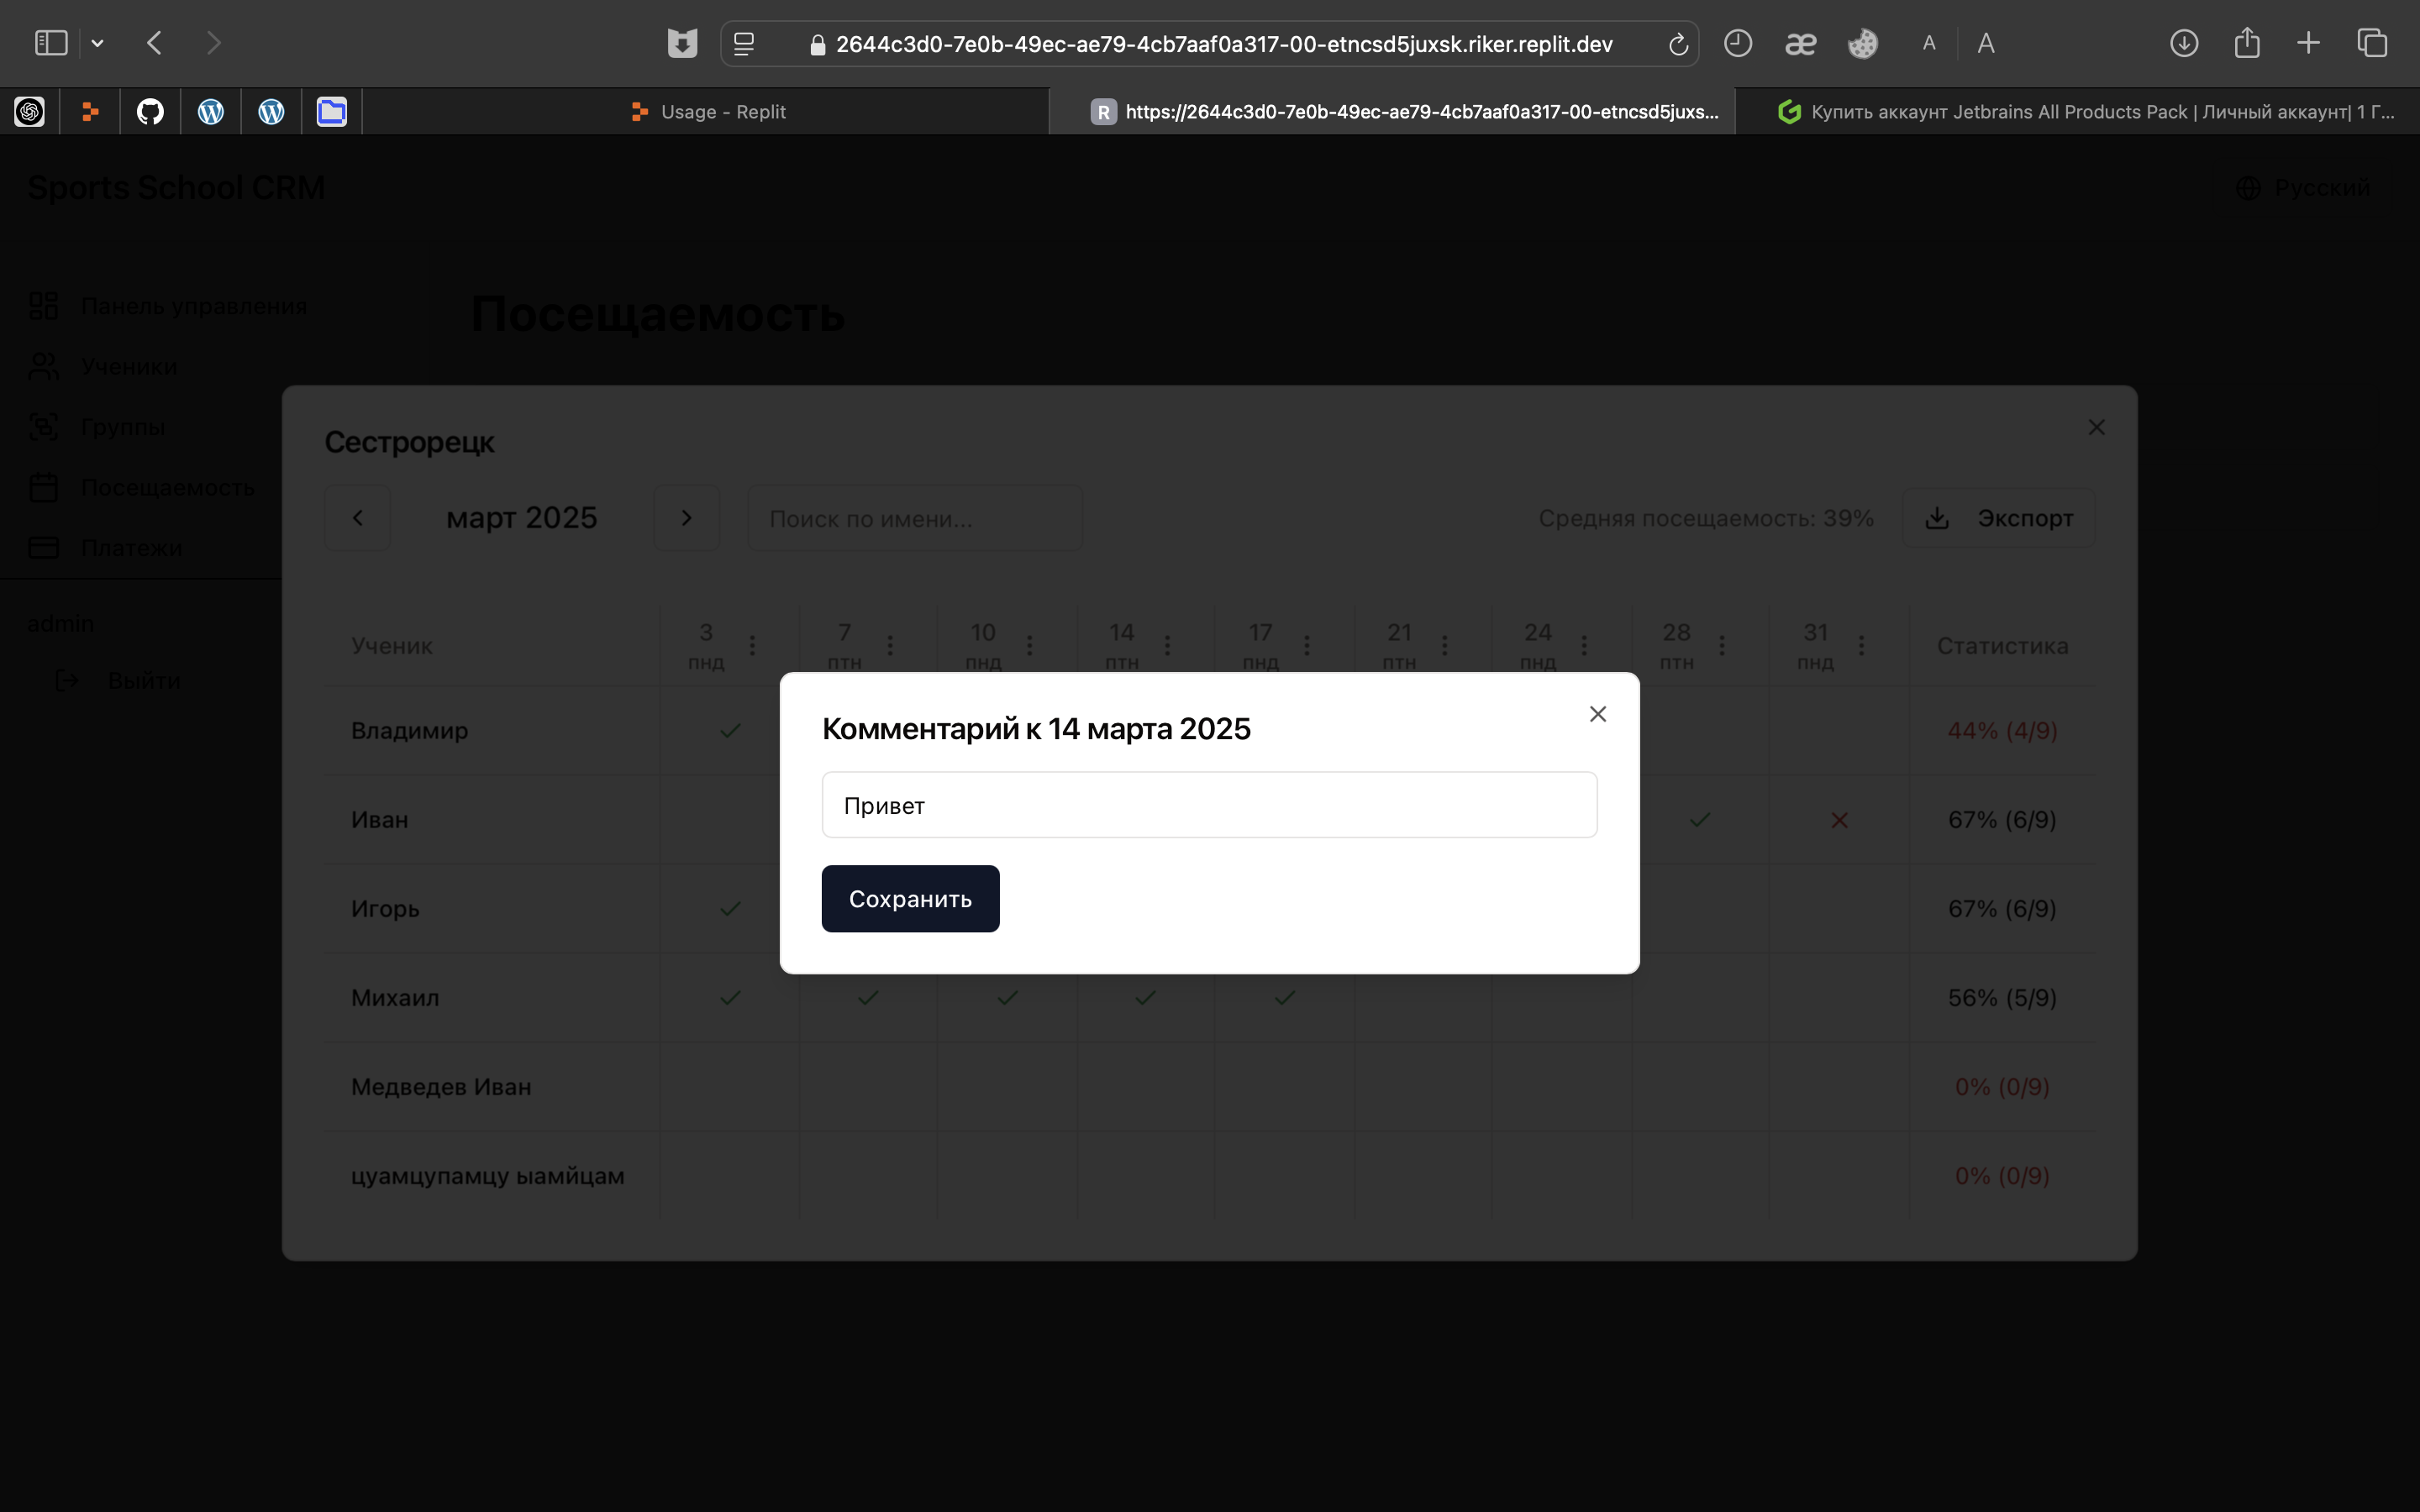 2644c3d0-7e0b-49ec-ae79-4cb7aaf0a317-00-etncsd5juxsk.riker.replit.dev
æ A A
Usage - Replit
R https://2644c3d0-7e0b-49ec-ae79-4cb7aaf0a317-00-etncsd5juxs...
Купить аккаунт Jetbrains All Products Pack | Личный аккаунт| 1 Г...
Sports School CRM
Русский
Панель управления
Ученики
Группы
Посещаемость
Платежи
admin
Выйти
Посещаемость
Сестрорецк
март 2025
Поиск по имени...
Средняя посещаемость: 39%
Экспорт
Ученик 3 7 10 14 17 21 24 28 31 Статистика
пнд птн пнд птн пнд птн пнд птн пнд
Владимир 44% (4/9)
Иван 67% (6/9)
Игорь 67% (6/9)
Михаил 56% (5/9)
Медведев Иван 0% (0/9)
цуамцупамцу ыамйцам 0% (0/9)
Комментарий к 14 марта 2025
Привет
Сохранить